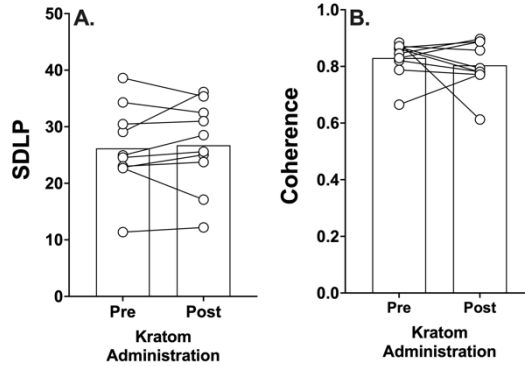 A.
50
40
30
20
10
0
SDLP
Pre Post
Kratom
Administration
B.
1.0
0.8
0.6
0.4
0.2
0.0
Coherence
Pre Post
Kratom
Administration